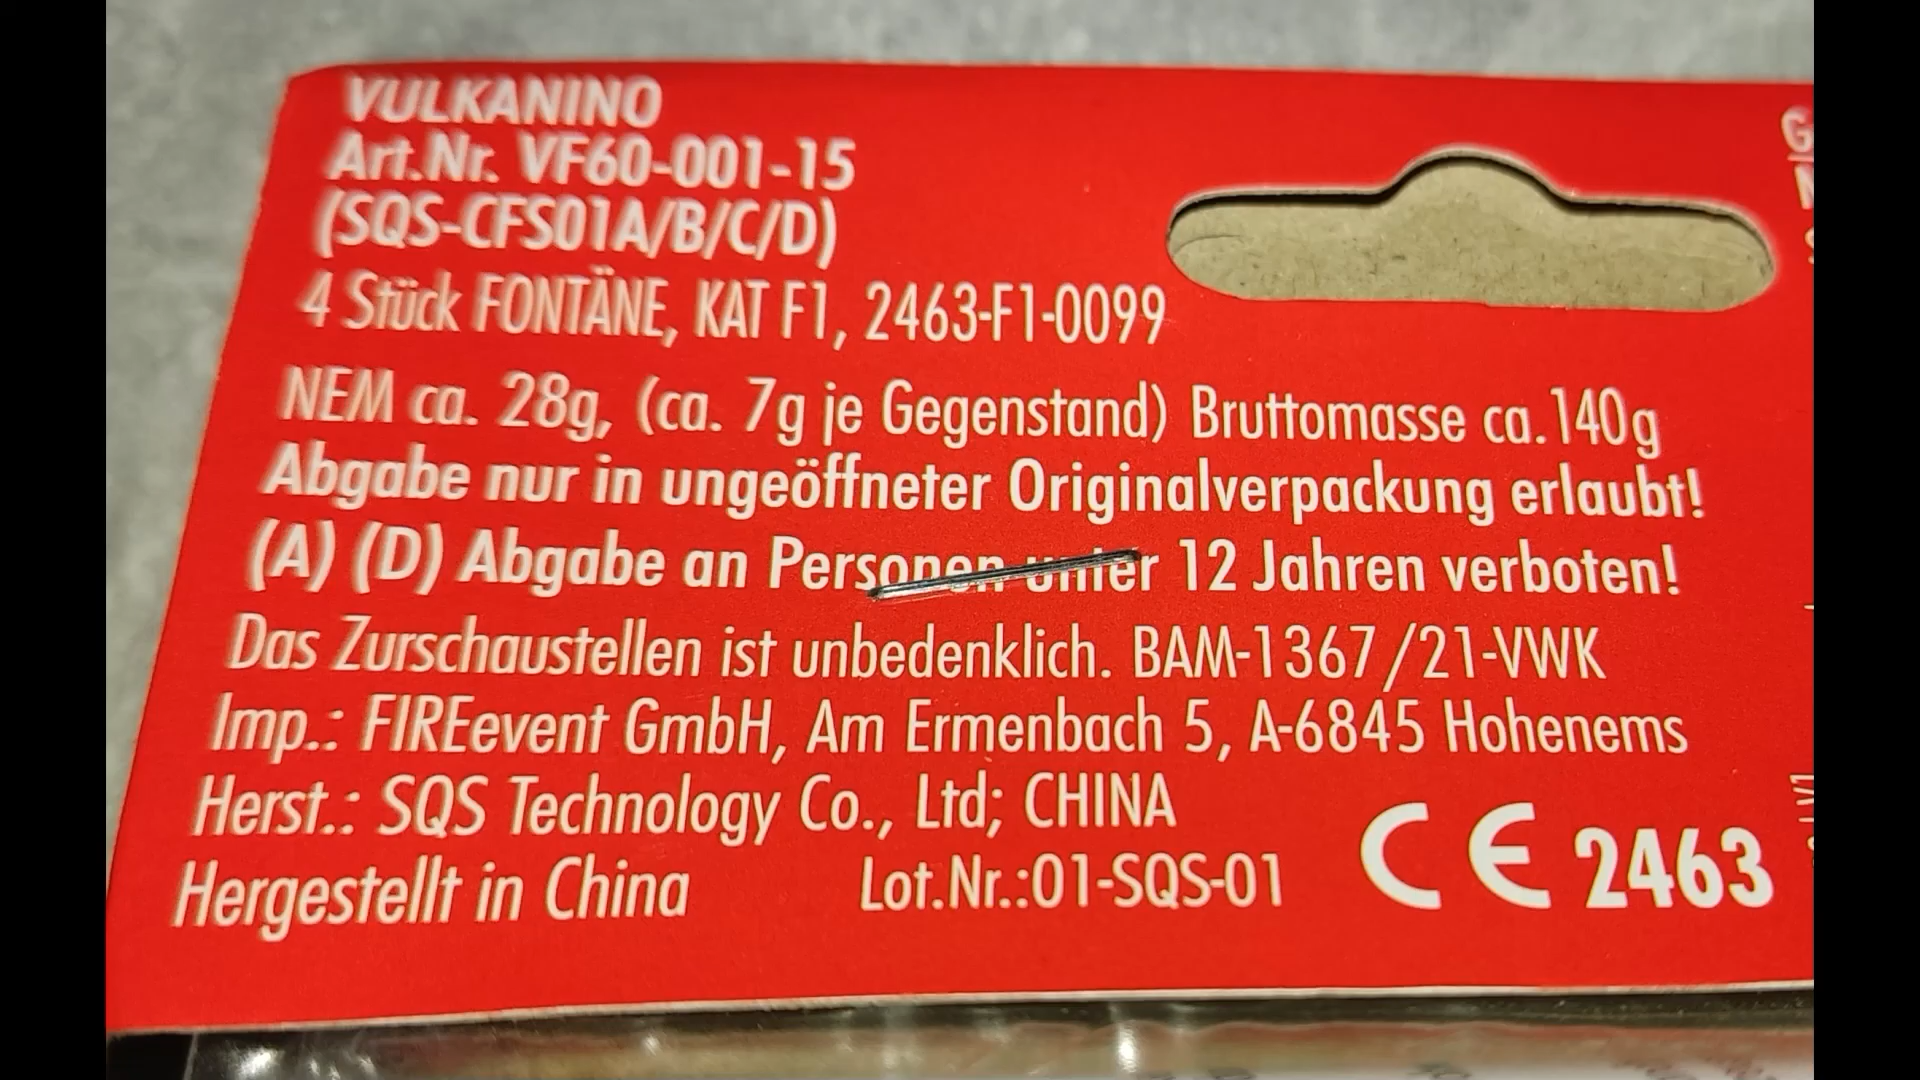 VULKANINO
Art.Nr. VF60-001-15
(SQS-CFS01A/B/C/D)
4 Stück FONTÄNE, KAT F1, 2463-F1-0099
NEM ca. 28g, (ca. 7g je Gegenstand) Bruttomasse ca.140g
Abgabe nur in ungeöffneter Originalverpackung erlaubt!
(A) (D) Abgabe an Personen unter 12 Jahren verboten!
Das Zurschaustellen ist unbedenklich. BAM-1367/21-VWK
Imp.: FIREevent GmbH, Am Ermenbach 5, A-6845 Hohenems
Herst.: SQS Technology Co., Ltd; CHINA
Hergestellt in China Lot.Nr.:01-SQS-01
CE 2463